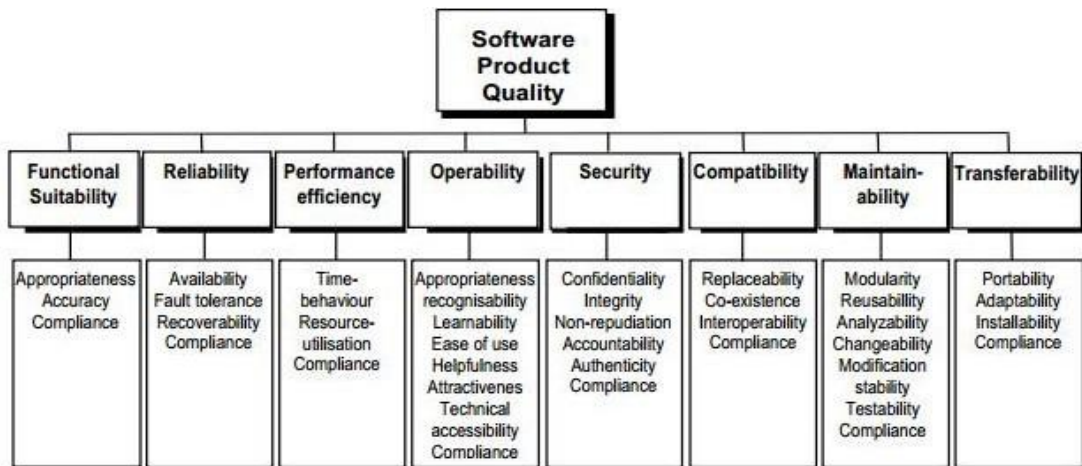 Software
Product
Quality
Functional
Suitability
Reliability
Performance
efficiency
Operability
Security
Compatibility
Maintain-
ability
Transferability
Appropriateness
Accuracy
Compliance
Availability
Fault tolerance
Recoverability
Compliance
Time-
behaviour
Resource-
utilisation
Compliance
Appropriateness
recognisability
Learnability
Ease of use
Helpfulness
Attractivenes
Technical
accessibility
Compliance
Confidentiality
Integrity
Non-repudiation
Accountability
Authenticity
Compliance
Replaceability
Co-existence
Interoperability
Compliance
Modularity
Reusabillity
Analyzability
Changeability
Modification
stability
Testability
Compliance
Portability
Adaptability
Installability
Compliance